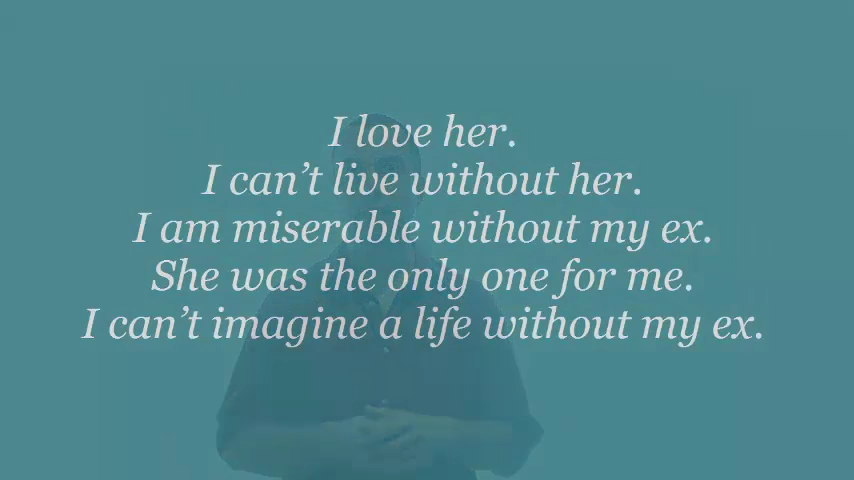 I love her.
I can’t live without her.
I am miserable without my ex.
She was the only one for me.
I can’t imagine a life without my ex.